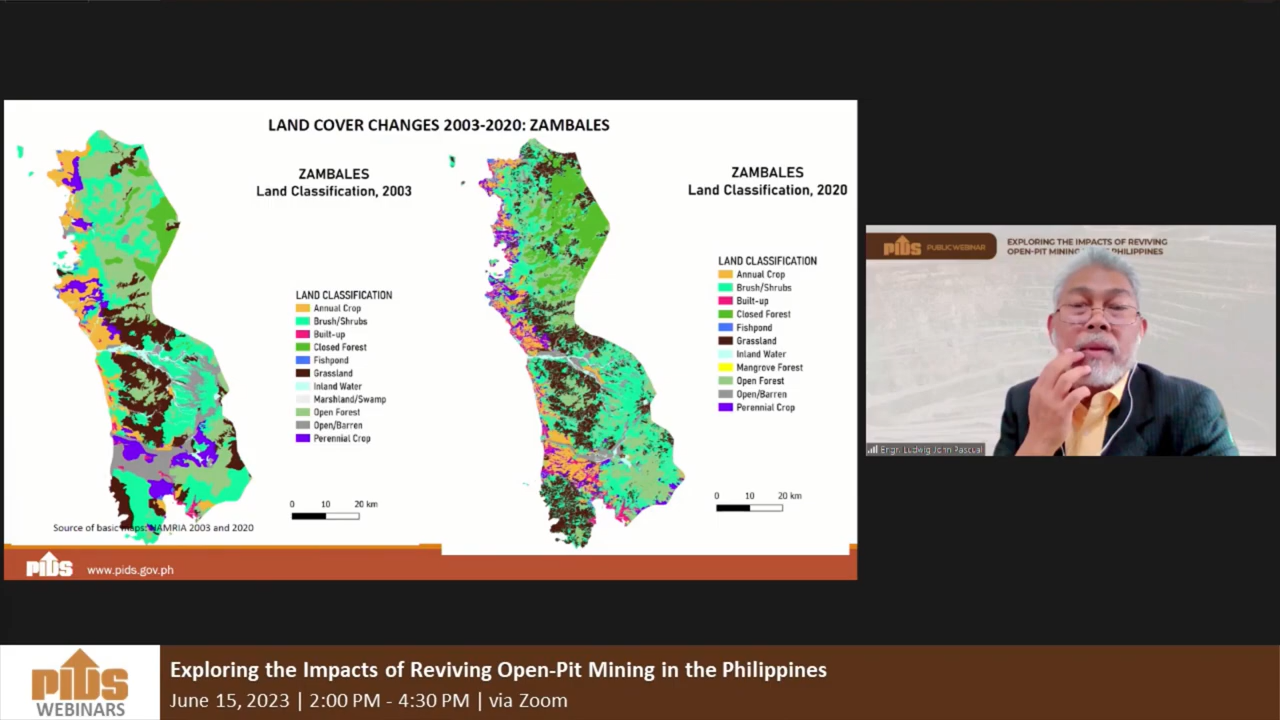 LAND COVER CHANGES 2003-2020: ZAMBALES
ZAMBALES
Land Classification, 2003
LAND CLASSIFICATION
Annual Crop
Brush/Shrubs
Built-up
Closed Forest
Fishpond
Grassland
Inland Water
Marshland/Swamp
Open Forest
Open/Barren
Perennial Crop
0 10 20 km
Source of basic maps: NAMRIA 2003 and 2020
ZAMBALES
Land Classification, 2020
LAND CLASSIFICATION
Annual Crop
Brush/Shrubs
Built-up
Closed Forest
Fishpond
Grassland
Inland Water
Mangrove Forest
Open Forest
Open/Barren
Perennial Crop
0 10 20 km
PIDS www.pids.gov.ph
PIDS PUBLIC WEBINAR
EXPLORING THE IMPACTS OF REVIVING
OPEN-PIT MINING PHILIPPINES
Engr. Ludwig John Pascual
PIDS
WEBINARS
Exploring the Impacts of Reviving Open-Pit Mining in the Philippines
June 15, 2023 | 2:00 PM - 4:30 PM | via Zoom